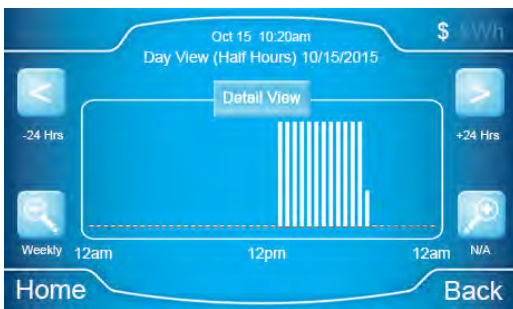 Oct 15 10:20am
$ kWh
Day View (Half Hours) 10/15/2015
< Detail View >
-24 Hrs +24 Hrs
Weekly 12am 12pm 12am N/A
Home Back